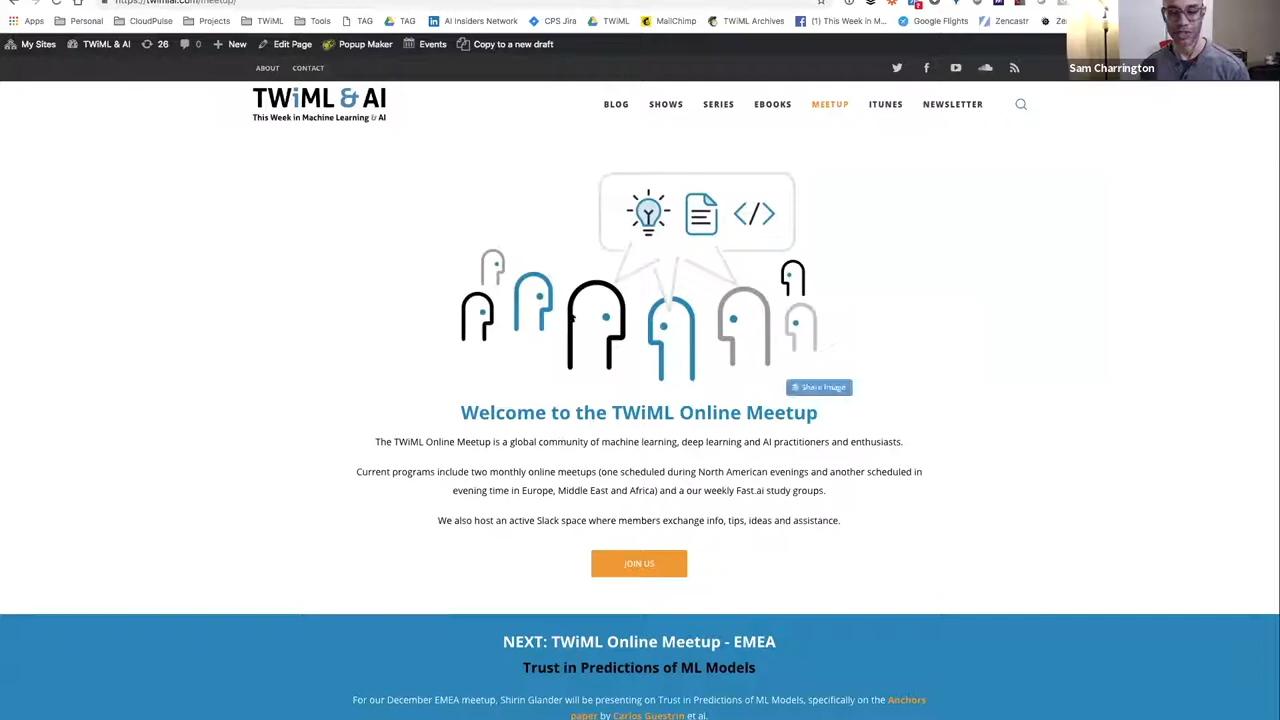 https://twimlai.com/meetup/
Apps Personal CloudPulse Projects TWiML Tools TAG TAG AI Insiders Network CPS Jira TWiML MailChimp TWiML Archives (1) This Week in M... Google Flights Zencastr Ze
My Sites TWiML & AI 26 0 New Edit Page Popup Maker Events Copy to a new draft
Sam Charrington
ABOUT CONTACT
TWiML & AI
This Week in Machine Learning & AI
BLOG SHOWS SERIES EBOOKS MEETUP ITUNES NEWSLETTER
Share Image
Welcome to the TWiML Online Meetup
The TWiML Online Meetup is a global community of machine learning, deep learning and AI practitioners and enthusiasts.
Current programs include two monthly online meetups (one scheduled during North American evenings and another scheduled in
evening time in Europe, Middle East and Africa) and a our weekly Fast.ai study groups.
We also host an active Slack space where members exchange info, tips, ideas and assistance.
JOIN US
NEXT: TWiML Online Meetup - EMEA
Trust in Predictions of ML Models
For our December EMEA meetup, Shirin Glander will be presenting on Trust in Predictions of ML Models, specifically on the Anchors
paper by Carlos Guestrin et al.